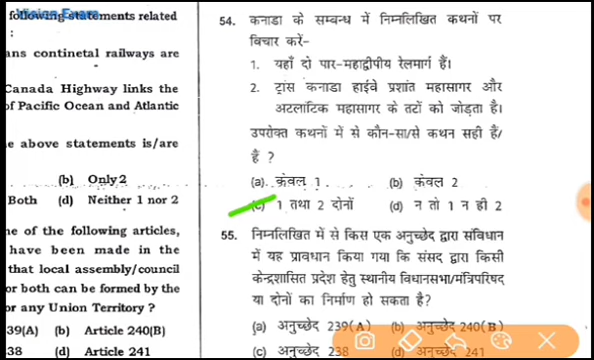 following statements related
:
ans continetal railways are
Canada Highway links the
of Pacific Ocean and Atlantic
e above statements is/are
(b) Only 2
Both (d) Neither 1 nor 2
ne of the following articles,
have been made in the
that local assembly/council
or both can be formed by the
or any Union Territory ?
39(A) (b) Article 240(B)
38 (d) Article 241
54. कनाडा के सम्बन्ध में निम्नलिखित कथनों पर
विचार करें-
1. यहाँ दो पार-महाद्वीपीय रेलमार्ग हैं।
2. ट्रांस कनाडा हाईवे प्रशांत महासागर और
अटलांटिक महासागर के तटों को जोड़ता है।
उपरोक्त कथनों में से कौन-सा/से कथन सही है/
हैं ?
(a) केवल 1 (b) केवल 2
(c) 1 तथा 2 दोनों (d) न तो 1 न ही 2
55. निम्नलिखित में से किस एक अनुच्छेद द्वारा संविधान
में यह प्रावधान किया गया कि संसद द्वारा किसी
केन्द्रशासित प्रदेश हेतु स्थानीय विधानसभा/मंत्रिपरिषद
या दोनों का निर्माण हो सकता है?
(a) अनुच्छेद 239(A) (b) अनुच्छेद 240(B)
(c) अनुच्छेद 238 (d) अनुच्छेद 241